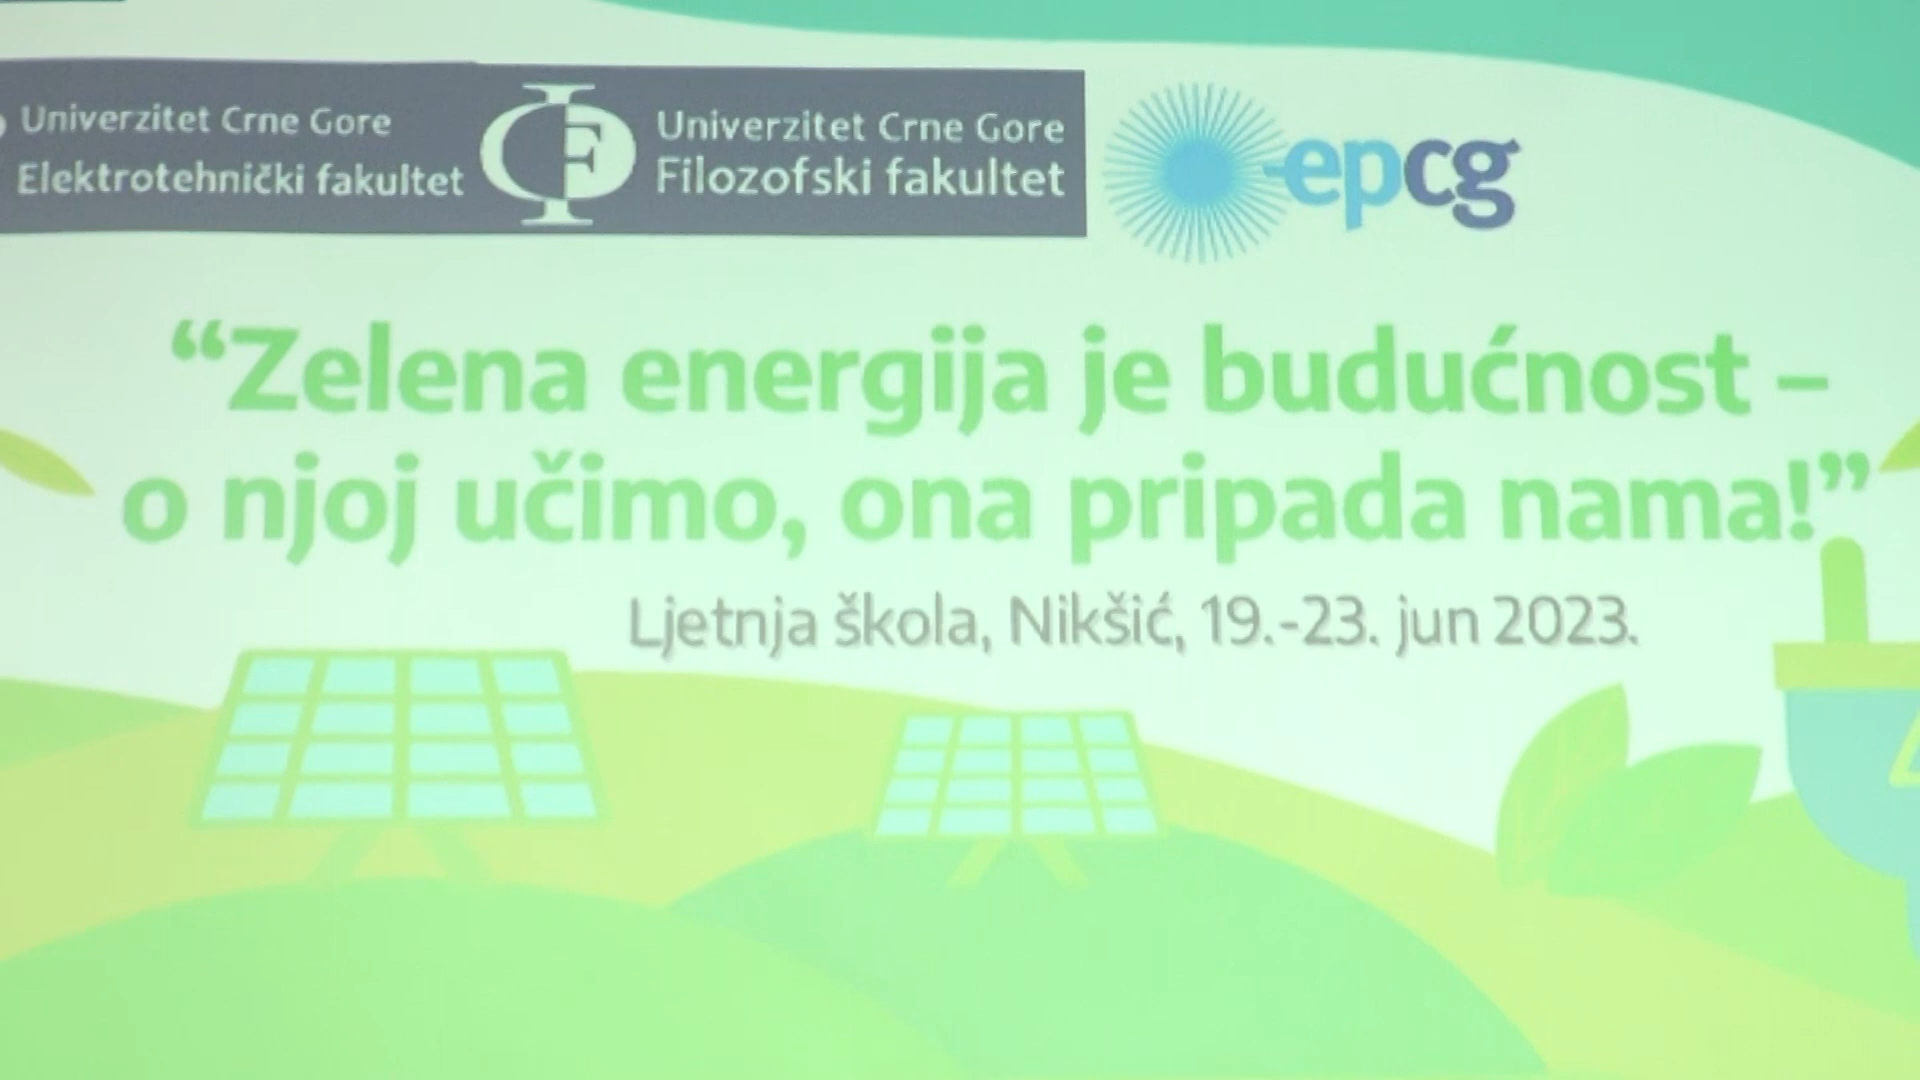 Univerzitet Crne Gore
Elektrotehnički fakultet
Univerzitet Crne Gore
Filozofski fakultet
epcg
“Zelena energija je budućnost –
o njoj učimo, ona pripada nama!”
Ljetnja škola, Nikšić, 19.-23. jun 2023.